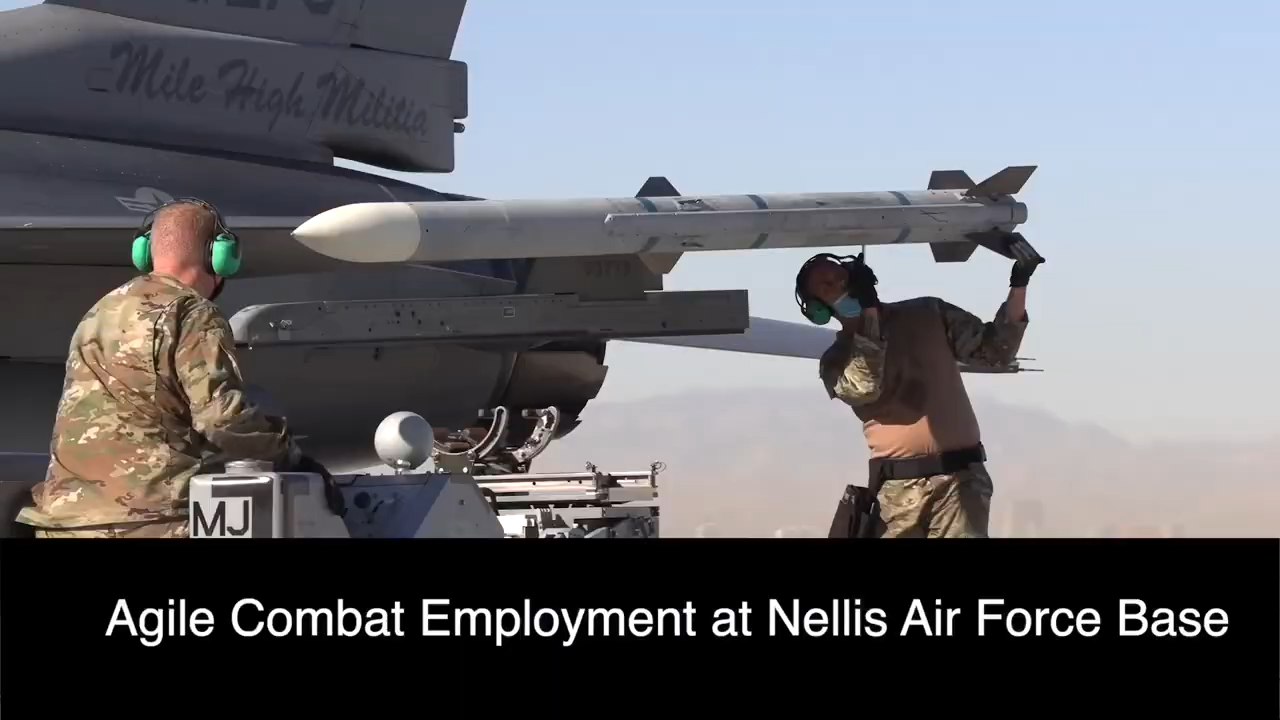 Mile High Militia
MJ
Agile Combat Employment at Nellis Air Force Base